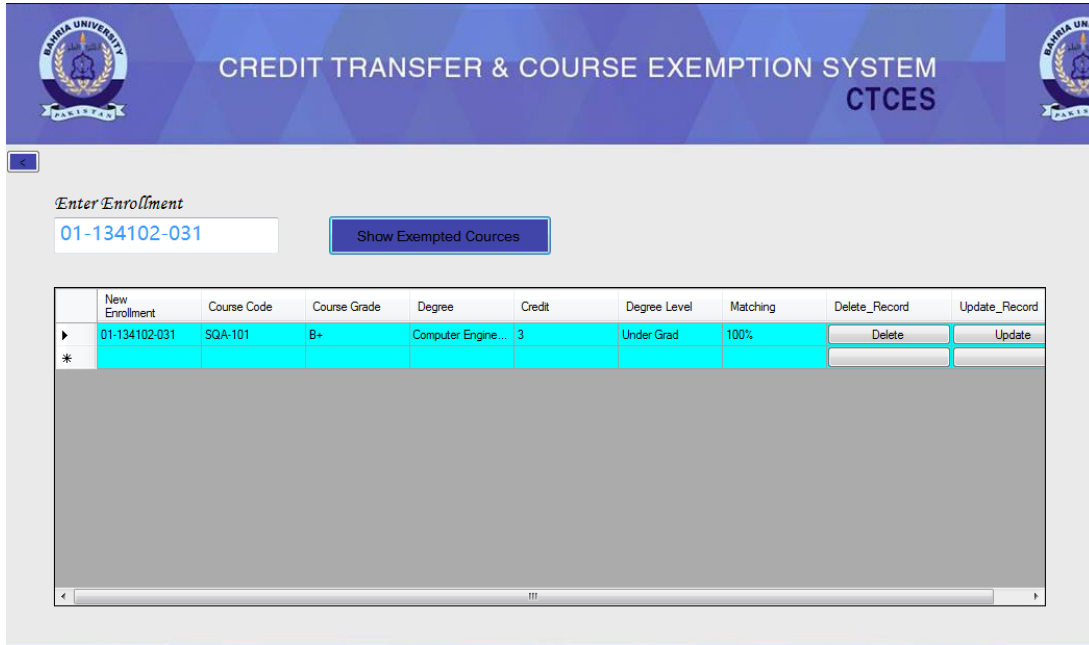 BAHRIA UNIVERSITY
PAKISTAN
CREDIT TRANSFER & COURSE EXEMPTION SYSTEM
CTCES
<
Enter Enrollment
01-134102-031
Show Exempted Cources
New Enrollment Course Code Course Grade Degree Credit Degree Level Matching Delete_Record Update_Record
01-134102-031 SQA-101 B+ Computer Engine... 3 Under Grad 100% Delete Update